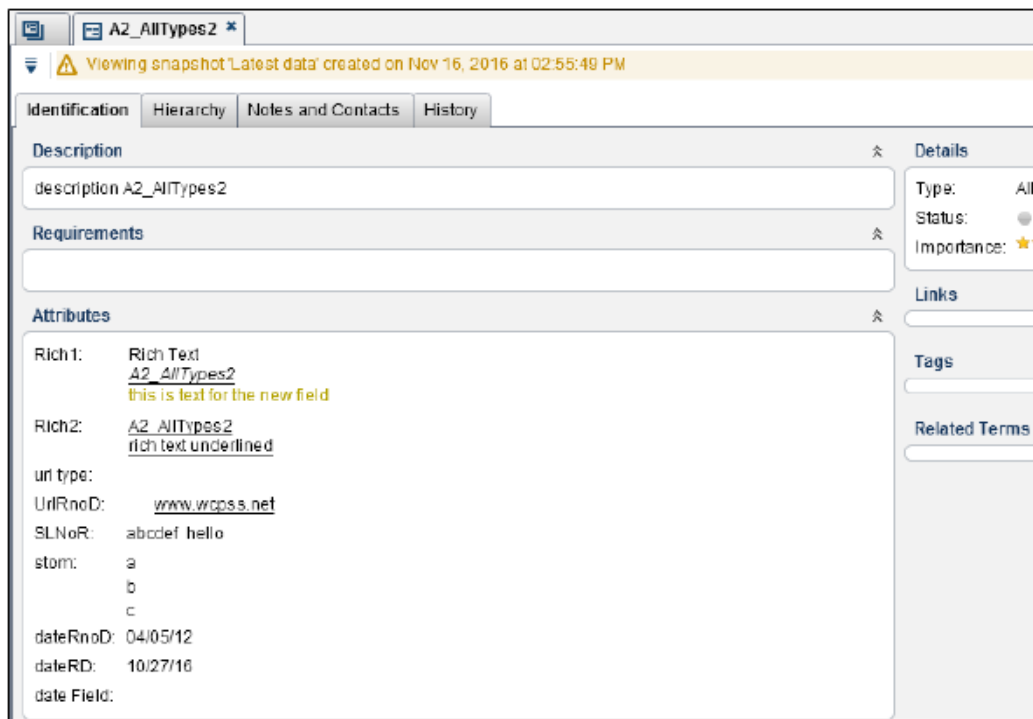 A2_AllTypes2
Viewing snapshot 'Latest data' created on Nov 16, 2016 at 02:55:49 PM
Identification Hierarchy Notes and Contacts History
Description
description A2_AllTypes2
Requirements
Attributes
Rich1: Rich Text
A2_AllTypes2
this is text for the new field
Rich2: A2_AllTypes2
rich text underlined
url type:
UrlRnoD: www.wcpss.net
SLNoR: abcdef hello
stom: a
b
c
dateRnoD: 04/05/12
dateRD: 10/27/16
date Field:
Details
Type: All
Status:
Importance:
Links
Tags
Related Terms